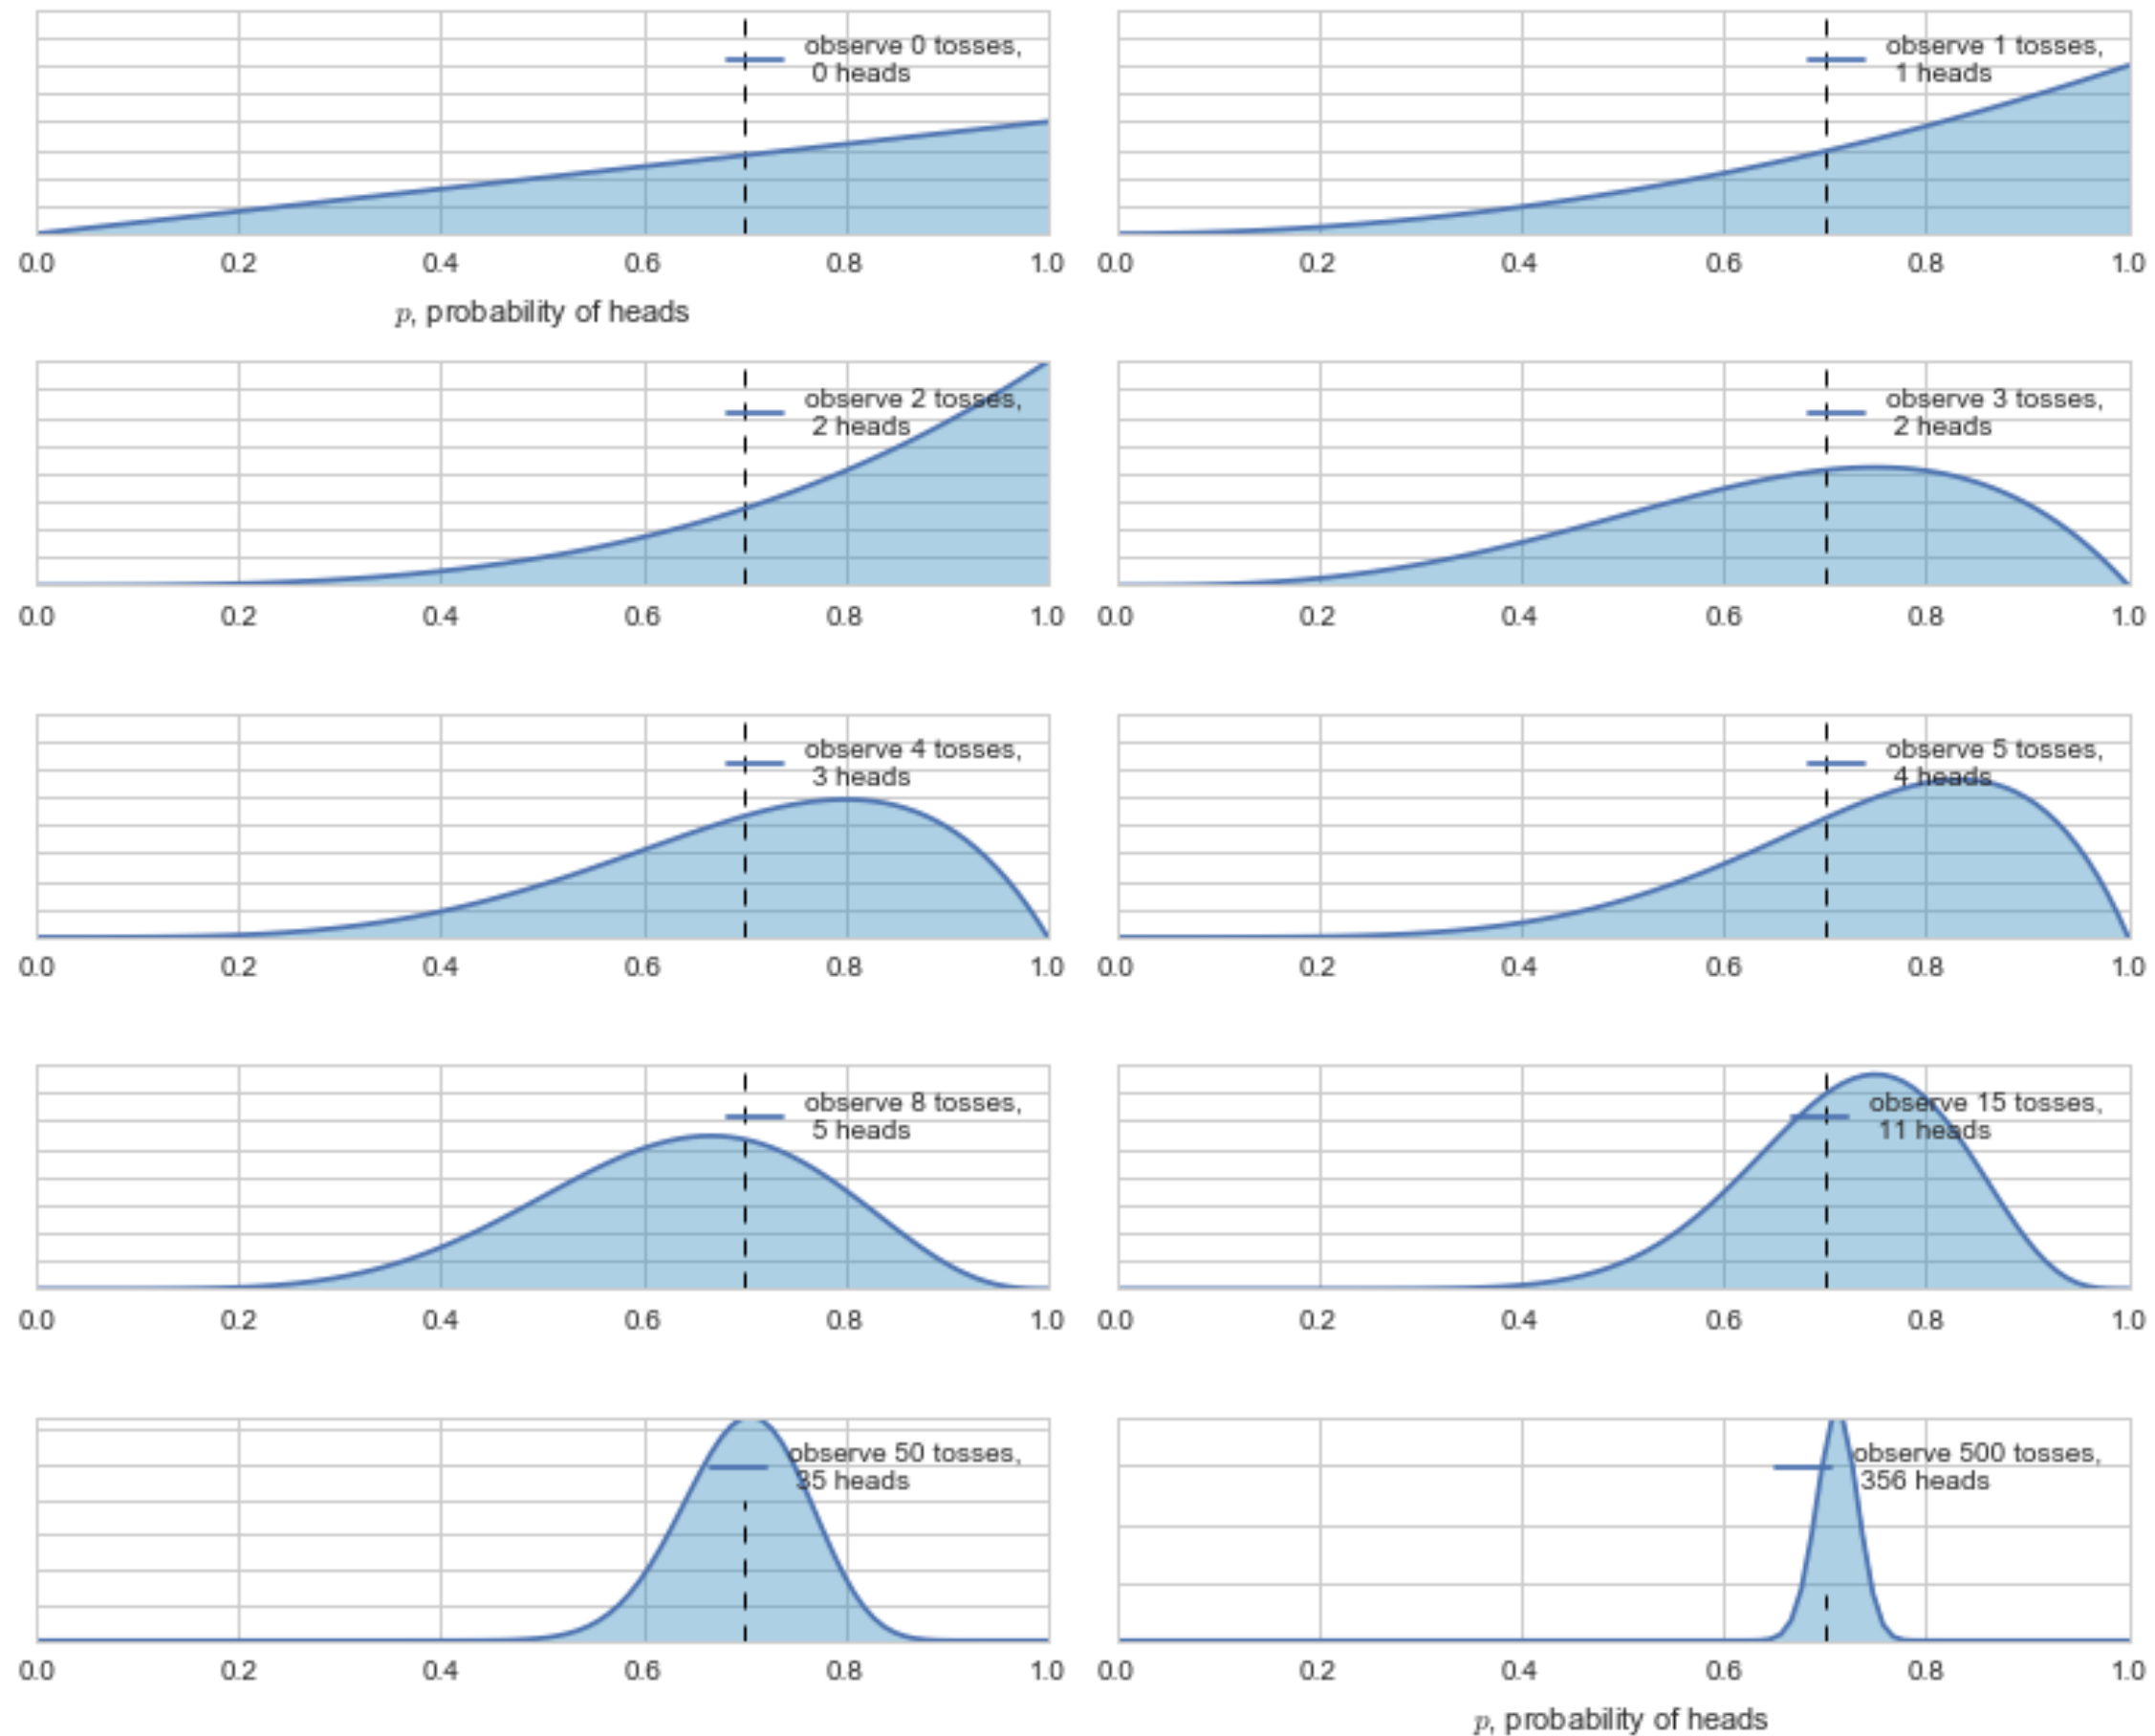 observe 0 tosses,
0 heads
0.0 0.2 0.4 0.6 0.8 1.0
p, probability of heads
observe 1 tosses,
1 heads
0.0 0.2 0.4 0.6 0.8 1.0
observe 2 tosses,
2 heads
0.0 0.2 0.4 0.6 0.8 1.0
observe 3 tosses,
2 heads
0.0 0.2 0.4 0.6 0.8 1.0
observe 4 tosses,
3 heads
0.0 0.2 0.4 0.6 0.8 1.0
observe 5 tosses,
4 heads
0.0 0.2 0.4 0.6 0.8 1.0
observe 8 tosses,
5 heads
0.0 0.2 0.4 0.6 0.8 1.0
observe 15 tosses,
11 heads
0.0 0.2 0.4 0.6 0.8 1.0
observe 50 tosses,
35 heads
0.0 0.2 0.4 0.6 0.8 1.0
observe 500 tosses,
356 heads
0.0 0.2 0.4 0.6 0.8 1.0
p, probability of heads